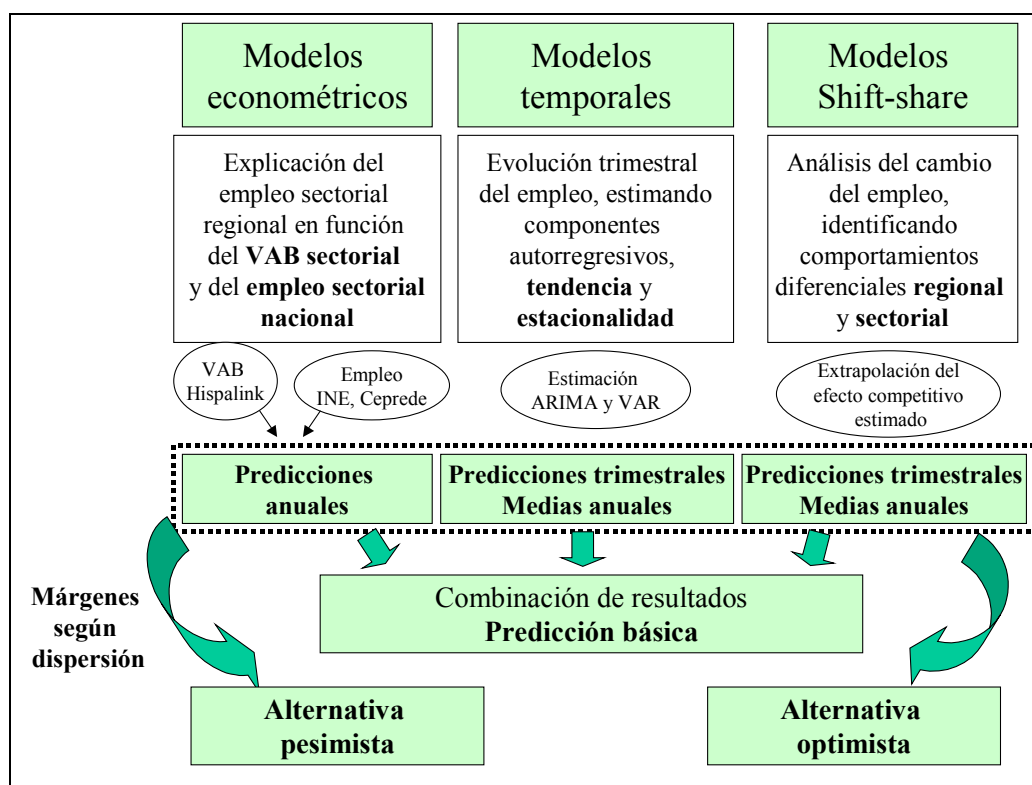 Modelos
econométricos
Modelos
temporales
Modelos
Shift-share
Explicación del
empleo sectorial
regional en función
del VAB sectorial
y del empleo sectorial
nacional
Evolución trimestral
del empleo, estimando
componentes
autorregresivos,
tendencia y
estacionalidad
Análisis del cambio
del empleo,
identificando
comportamientos
diferenciales regional
y sectorial
VAB
Hispalink
Empleo
INE, Ceprede
Estimación
ARIMA y VAR
Extrapolación del
efecto competitivo
estimado
Predicciones
anuales
Predicciones trimestrales
Medias anuales
Predicciones trimestrales
Medias anuales
Márgenes
según
dispersión
Combinación de resultados
Predicción básica
Alternativa
pesimista
Alternativa
optimista